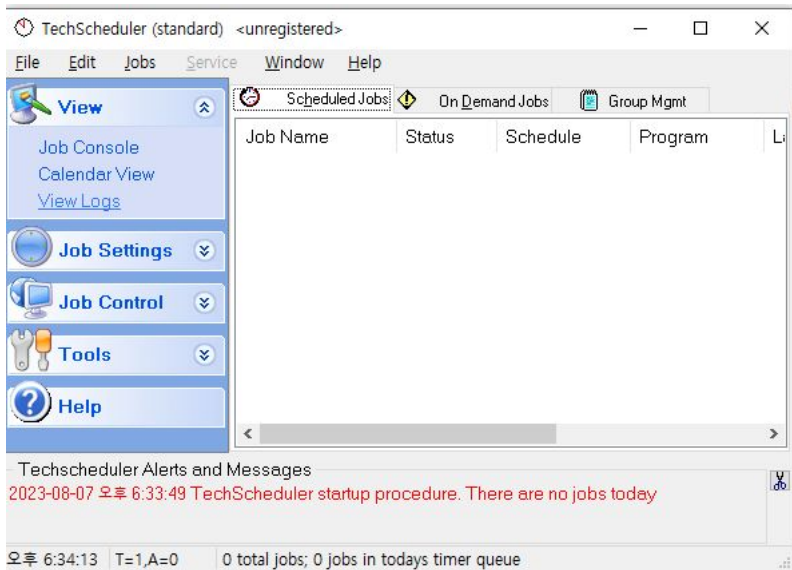 TechScheduler (standard) <unregistered>
File Edit Jobs Service Window Help
View
Job Console
Calendar View
View Logs
Job Settings
Job Control
Tools
Help
Scheduled Jobs On Demand Jobs Group Mgmt
Job Name Status Schedule Program
Techscheduler Alerts and Messages
2023-08-07 오후 6:33:49 TechScheduler startup procedure. There are no jobs today
오후 6:34:13 T=1,A=0 0 total jobs; 0 jobs in todays timer queue